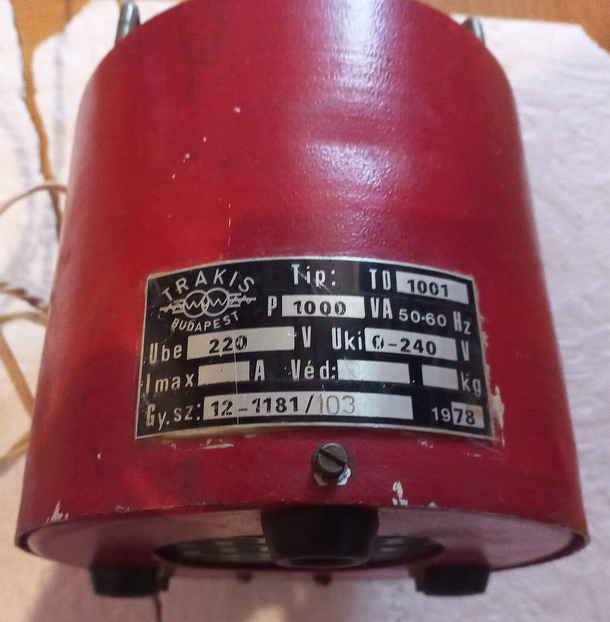 TRAKIS
BUDAPEST
Tip: TD 1001
P 1000 VA 50-60 Hz
Ube 220 V Uki 0-240 V
Imax A Véd: kg
Gy.sz: 12-1181/103 1978